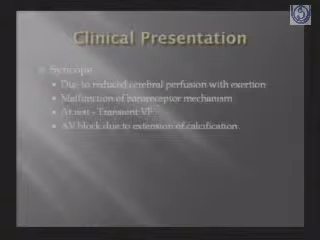 Clinical Presentation
Syncope
Due to reduced cerebral perfusion with exertion
Malfunction of baroreceptor mechanism
At rest - Transient VF
AV block due to extension of calcification